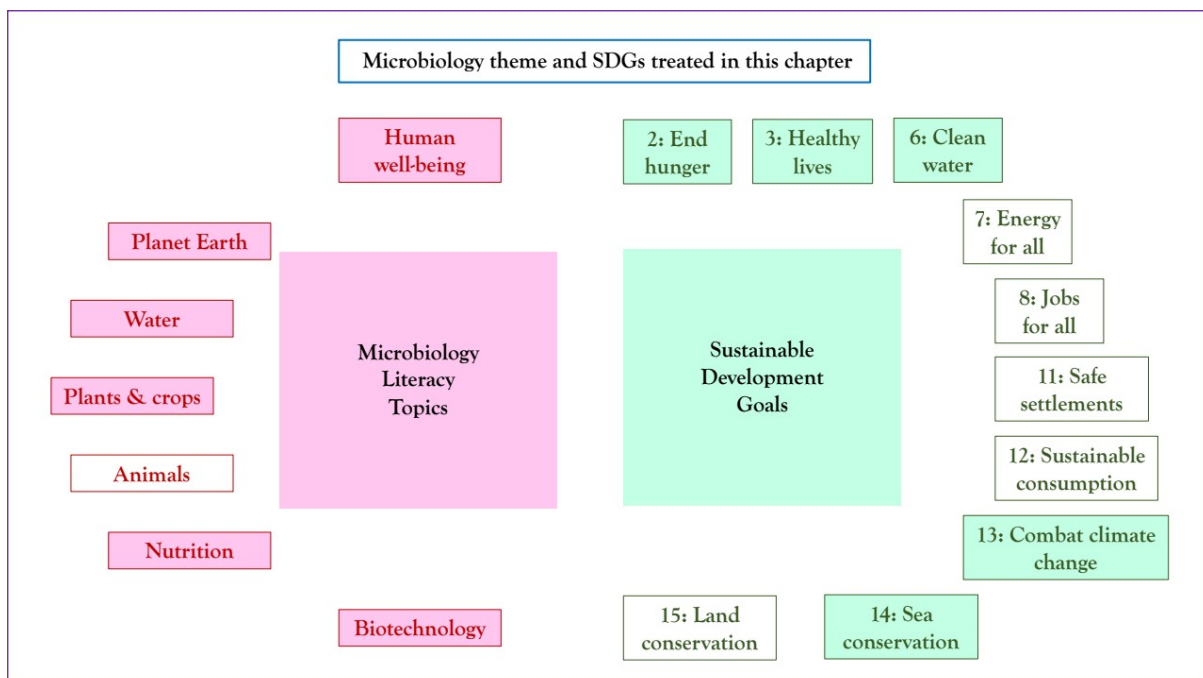 Microbiology theme and SDGs treated in this chapter
Human
well-being
Planet Earth
Water
Plants & crops
Animals
Nutrition
Biotechnology
Microbiology
Literacy
Topics
2: End
hunger
3: Healthy
lives
6: Clean
water
7: Energy
for all
8: Jobs
for all
11: Safe
settlements
12: Sustainable
consumption
13: Combat climate
change
14: Sea
conservation
15: Land
conservation
Sustainable
Development
Goals